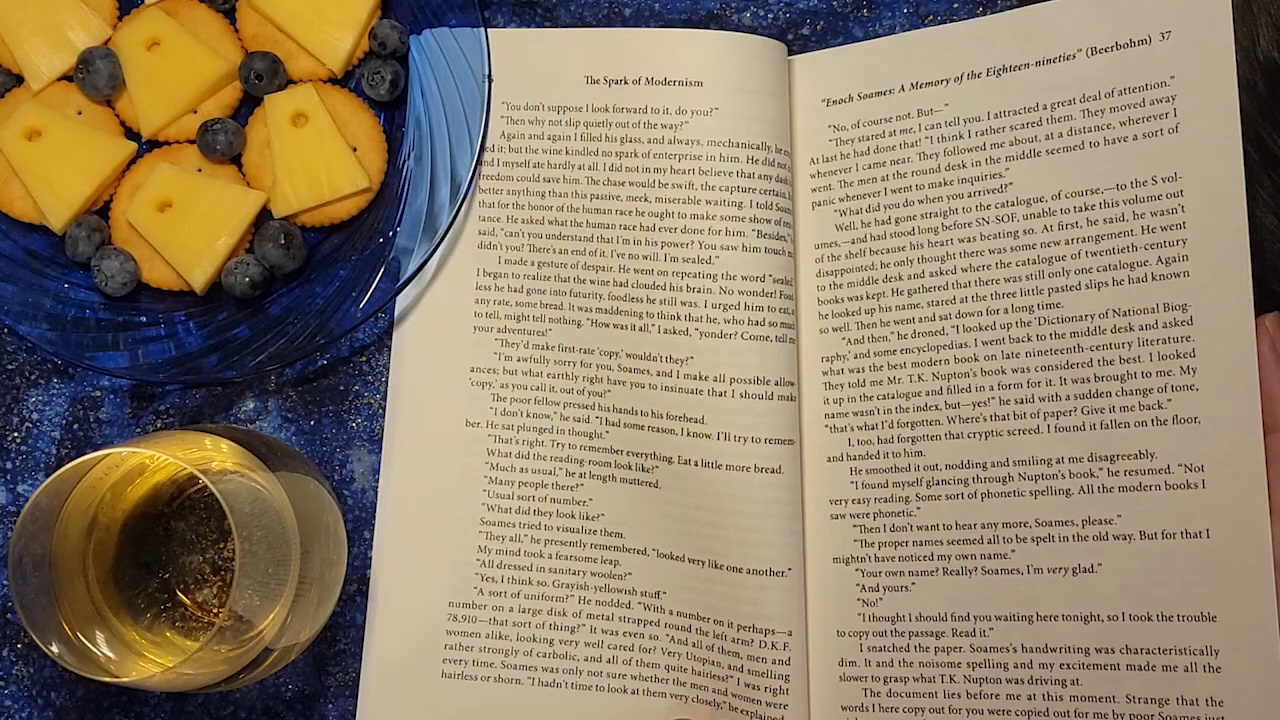 The Spark of Modernism
“You don’t suppose I look forward to it, do you?”
“Then why not slip quietly out of the way?”
Again and again I filled his glass, and always, mechanically, he
ed it; but the wine kindled no spark of enterprise in him. He did not
and I myself ate hardly at all. I did not in my heart believe that any
freedom could save him. The chase would be swift, the capture certain.
better anything than this passive, meek, miserable waiting. I told
that for the honor of the human race he ought to make some show of
tance. He asked what the human race had ever done for him. “Besides,”
said, “can’t you understand that I’m in his power? You saw him touch
didn’t you? There’s an end of it. I’ve no will. I’m sealed.”
I made a gesture of despair. He went on repeating the word “sealed
I began to realize that the wine had clouded his brain. No wonder! Food
less he had gone into futurity, foodless he still was. I urged him to eat,
any rate, some bread. It was maddening to think that he, who had so much
to tell, might tell nothing. “How was it all,” I asked, “yonder? Come, tell me
your adventures!”
“They’d make first-rate ‘copy,’ wouldn’t they?”
“I’m awfully sorry for you, Soames, and I make all possible allow-
ances; but what earthly right have you to insinuate that I should make
‘copy,’ as you call it, out of you?”
The poor fellow pressed his hands to his forehead.
“I don’t know,” he said. “I had some reason, I know. I’ll try to remem-
ber. He sat plunged in thought.”
“That’s right. Try to remember everything. Eat a little more bread.
What did the reading-room look like?”
“Much as usual,” he at length muttered.
“Many people there?”
“Usual sort of number.”
“What did they look like?”
Soames tried to visualize them.
“They all,” he presently remembered, “looked very like one another.”
My mind took a fearsome leap.
“All dressed in sanitary woolen?”
“Yes, I think so. Grayish-yellowish stuff.”
“A sort of uniform?” He nodded. “With a number on it perhaps—a
number on a large disk of metal strapped round the left arm? D.K.F.
78,910—that sort of thing?” It was even so. “And all of them, men and
women alike, looking very well cared for? Very Utopian, and smelling
rather strongly of carbolic, and all of them quite hairless?” I was right
every time. Soames was only not sure whether the men and women were
hairless or shorn. “I hadn’t time to look at them very closely,” he explained.
“Enoch Soames: A Memory of the Eighteen-nineties” (Beerbohm) 37
“No, of course not. But—”
“They stared at me, I can tell you. I attracted a great deal of attention.”
At last he had done that! “I think I rather scared them. They moved away
whenever I came near. They followed me about, at a distance, wherever I
went. The men at the round desk in the middle seemed to have a sort of
panic whenever I went to make inquiries.”
“What did you do when you arrived?”
Well, he had gone straight to the catalogue, of course,—to the S vol-
umes,—and had stood long before SN-SOF, unable to take this volume out
of the shelf because his heart was beating so. At first, he said, he wasn’t
disappointed; he only thought there was some new arrangement. He went
to the middle desk and asked where the catalogue of twentieth-century
books was kept. He gathered that there was still only one catalogue. Again
he looked up his name, stared at the three little pasted slips he had known
so well. Then he went and sat down for a long time.
“And then,” he droned, “I looked up the ‘Dictionary of National Biog-
raphy,’ and some encyclopedias. I went back to the middle desk and asked
what was the best modern book on late nineteenth-century literature.
They told me Mr. T.K. Nupton’s book was considered the best. I looked
it up in the catalogue and filled in a form for it. It was brought to me. My
name wasn’t in the index, but—yes!” he said with a sudden change of tone,
“that’s what I’d forgotten. Where’s that bit of paper? Give it me back.”
I, too, had forgotten that cryptic screed. I found it fallen on the floor,
and handed it to him.
He smoothed it out, nodding and smiling at me disagreeably.
“I found myself glancing through Nupton’s book,” he resumed. “Not
very easy reading. Some sort of phonetic spelling. All the modern books I
saw were phonetic.”
“Then I don’t want to hear any more, Soames, please.”
“The proper names seemed all to be spelt in the old way. But for that I
mightn’t have noticed my own name.”
“Your own name? Really? Soames, I’m very glad.”
“And yours.”
“No!”
“I thought I should find you waiting here tonight, so I took the trouble
to copy out the passage. Read it.”
I snatched the paper. Soames’s handwriting was characteristically
dim. It and the noisome spelling and my excitement made me all the
slower to grasp what T.K. Nupton was driving at.
The document lies before me at this moment. Strange that the
words I here copy out for you were copied out for me by poor Soames just